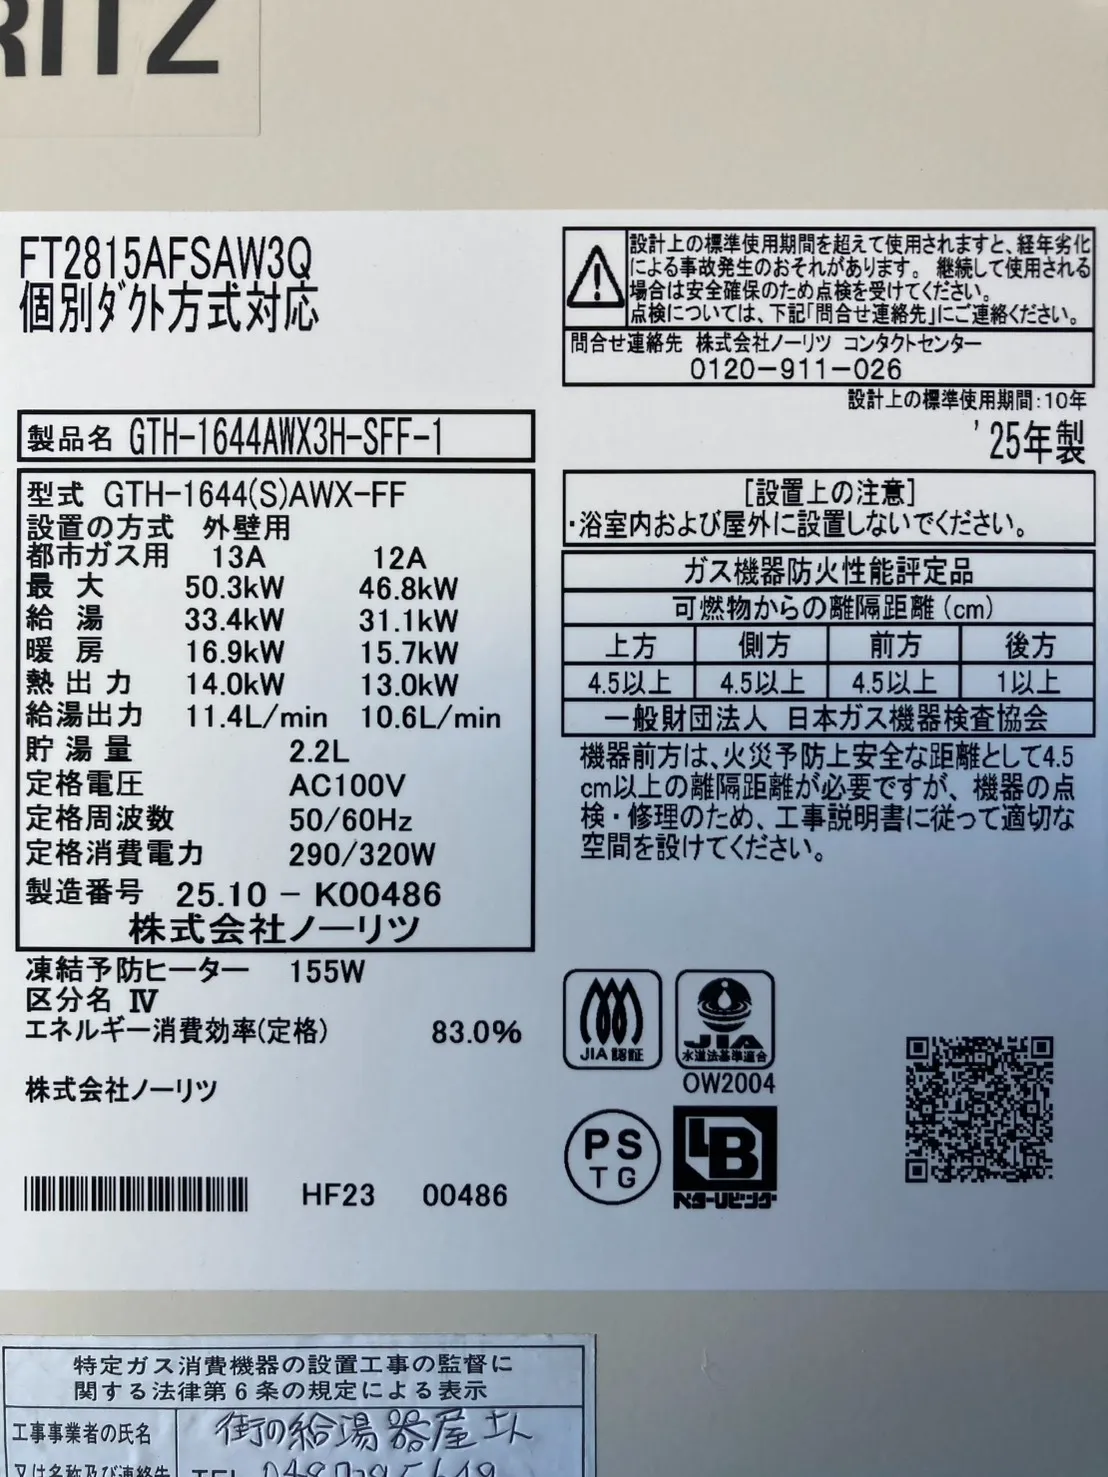 RITZ
FT2815AFSAW3Q
個別ダクト方式対応
製品名 GTH-1644AWX3H-SFF-1
型式 GTH-1644(S)AWX-FF
設置の方式 外壁用
都市ガス用 13A 12A
最大 50.3kW 46.8kW
給湯 33.4kW 31.1kW
暖房 16.9kW 15.7kW
熱出力 14.0kW 13.0kW
給湯出力 11.4L/min 10.6L/min
貯湯量 2.2L
定格電圧 AC100V
定格周波数 50/60Hz
定格消費電力 290/320W
製造番号 25.10-K00486
株式会社ノーリツ
凍結予防ヒーター 155W
区分名 Ⅳ
エネルギー消費効率(定格) 83.0%
株式会社ノーリツ
HF23 00486
設計上の標準使用期間を超えて使用されますと、経年劣化
による事故発生のおそれがあります。 継続して使用される
場合は安全確保のため点検を受けてください。
点検については、下記「問合せ連絡先」にご連絡ください。
問合せ連絡先 株式会社ノーリツ コンタクトセンター
0120-911-026
設計上の標準使用期間:10年
'25年製
[設置上の注意]
・浴室内および屋外に設置しないでください。
ガス機器防火性能評定品
可燃物からの離隔距離(cm)
上方 側方 前方 後方
4.5以上 4.5以上 4.5以上 1以上
一般財団法人 日本ガス機器検査協会
機器前方は、火災予防上安全な距離として4.5
cm以上の離隔距離が必要ですが、機器の点
検・修理のため、工事説明書に従って適切な
空間を設けてください。
JIA認証
JIA
水道法基準適合
OW2004
PS
TG
LB
ベターリビング
特定ガス消費機器の設置工事の監督に
関する法律第6条の規定による表示
工事事業者の氏名 街の給湯器屋さん
又は名称及び連絡先 TEL